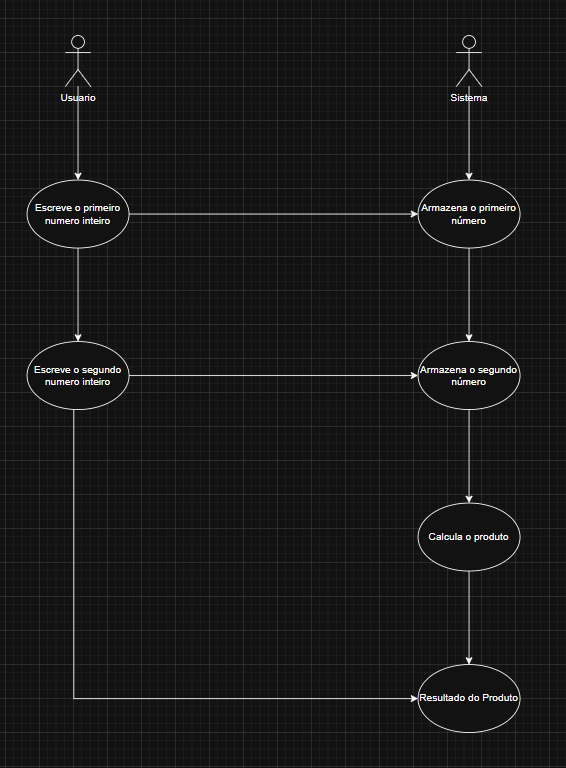 Usuario
Sistema
Escreve o primeiro
numero inteiro
Armazena o primeiro
número
Escreve o segundo
numero inteiro
Armazena o segundo
número
Calcula o produto
Resultado do Produto